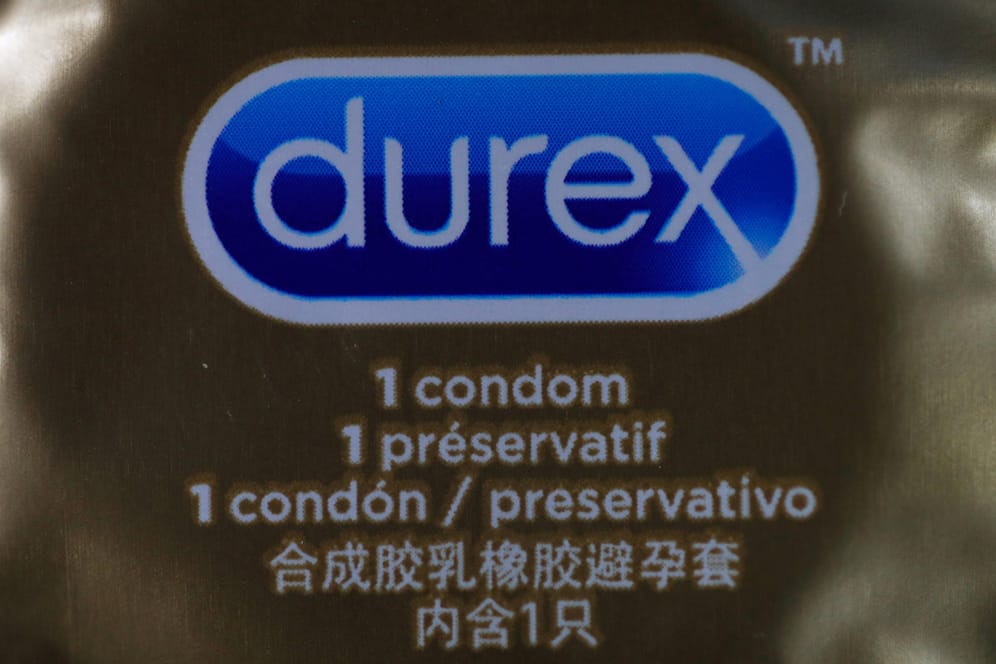 durex
TM
1 condom
1 préservatif
1 condón / preservativo
合成胶乳橡胶避孕套
内含1只